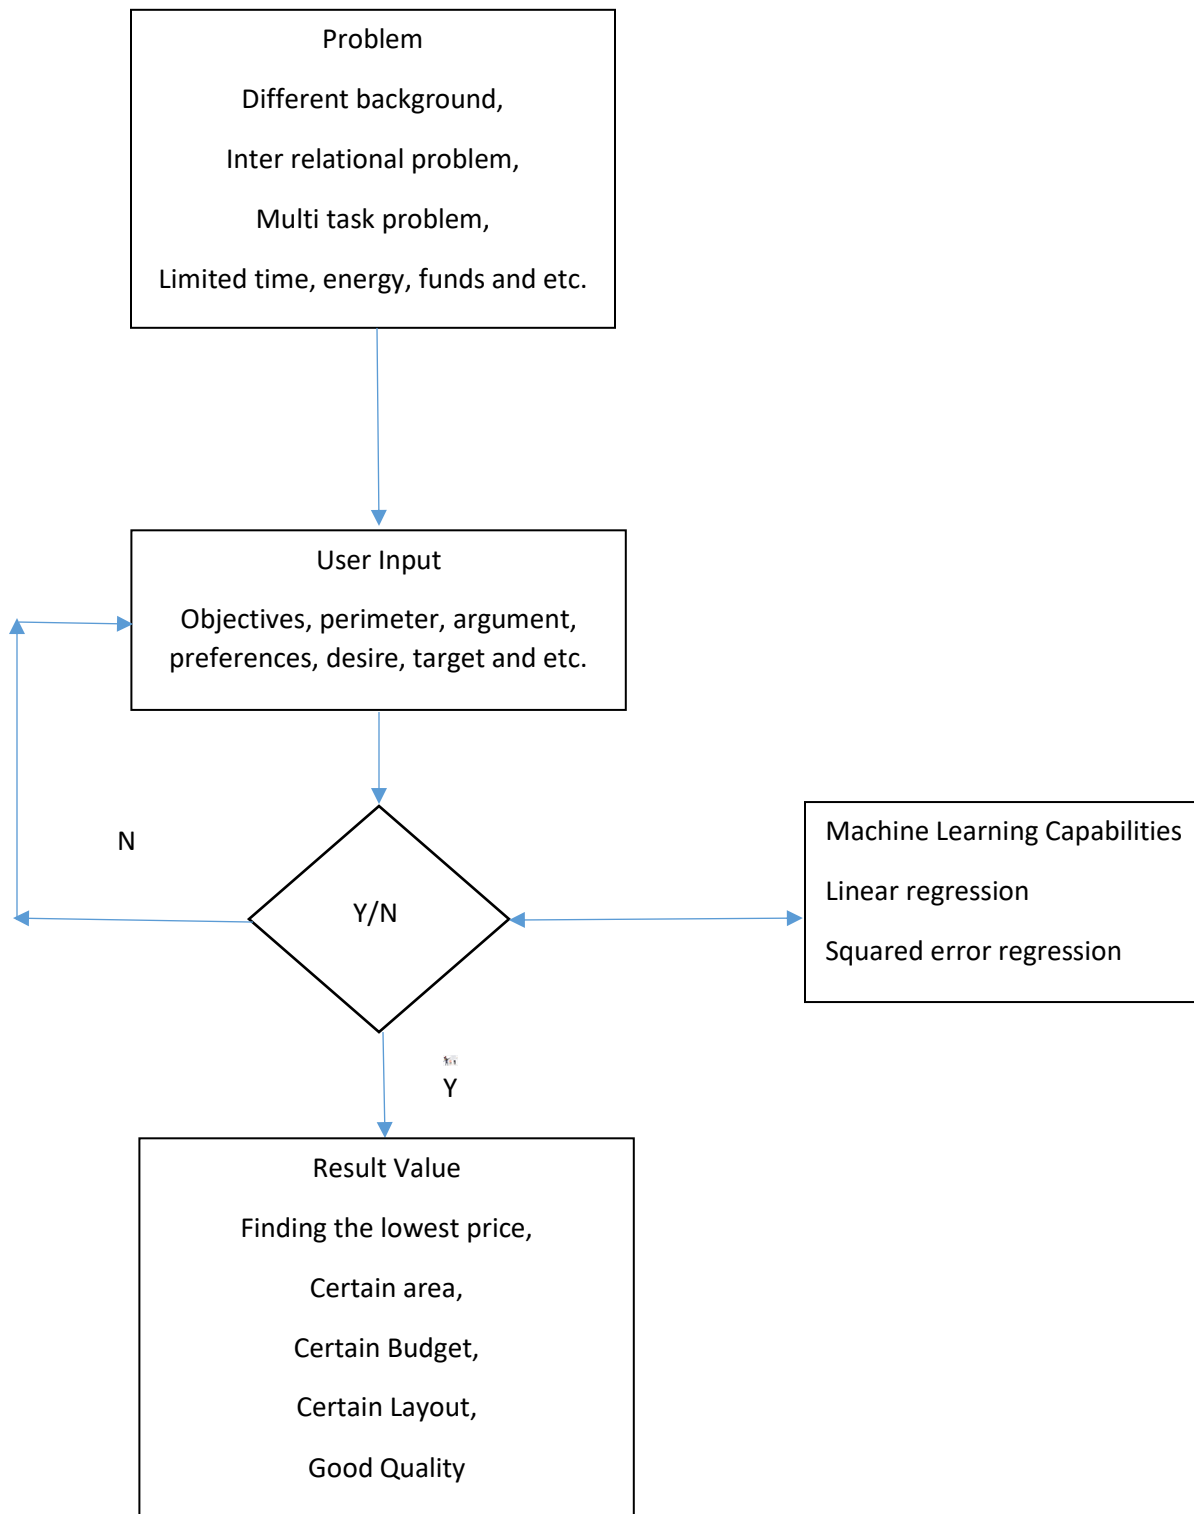 Problem
Different background,
Inter relational problem,
Multi task problem,
Limited time, energy, funds and etc.
User Input
Objectives, perimeter, argument,
preferences, desire, target and etc.
N
Y/N
Machine Learning Capabilities
Linear regression
Squared error regression
Y
Result Value
Finding the lowest price,
Certain area,
Certain Budget,
Certain Layout,
Good Quality